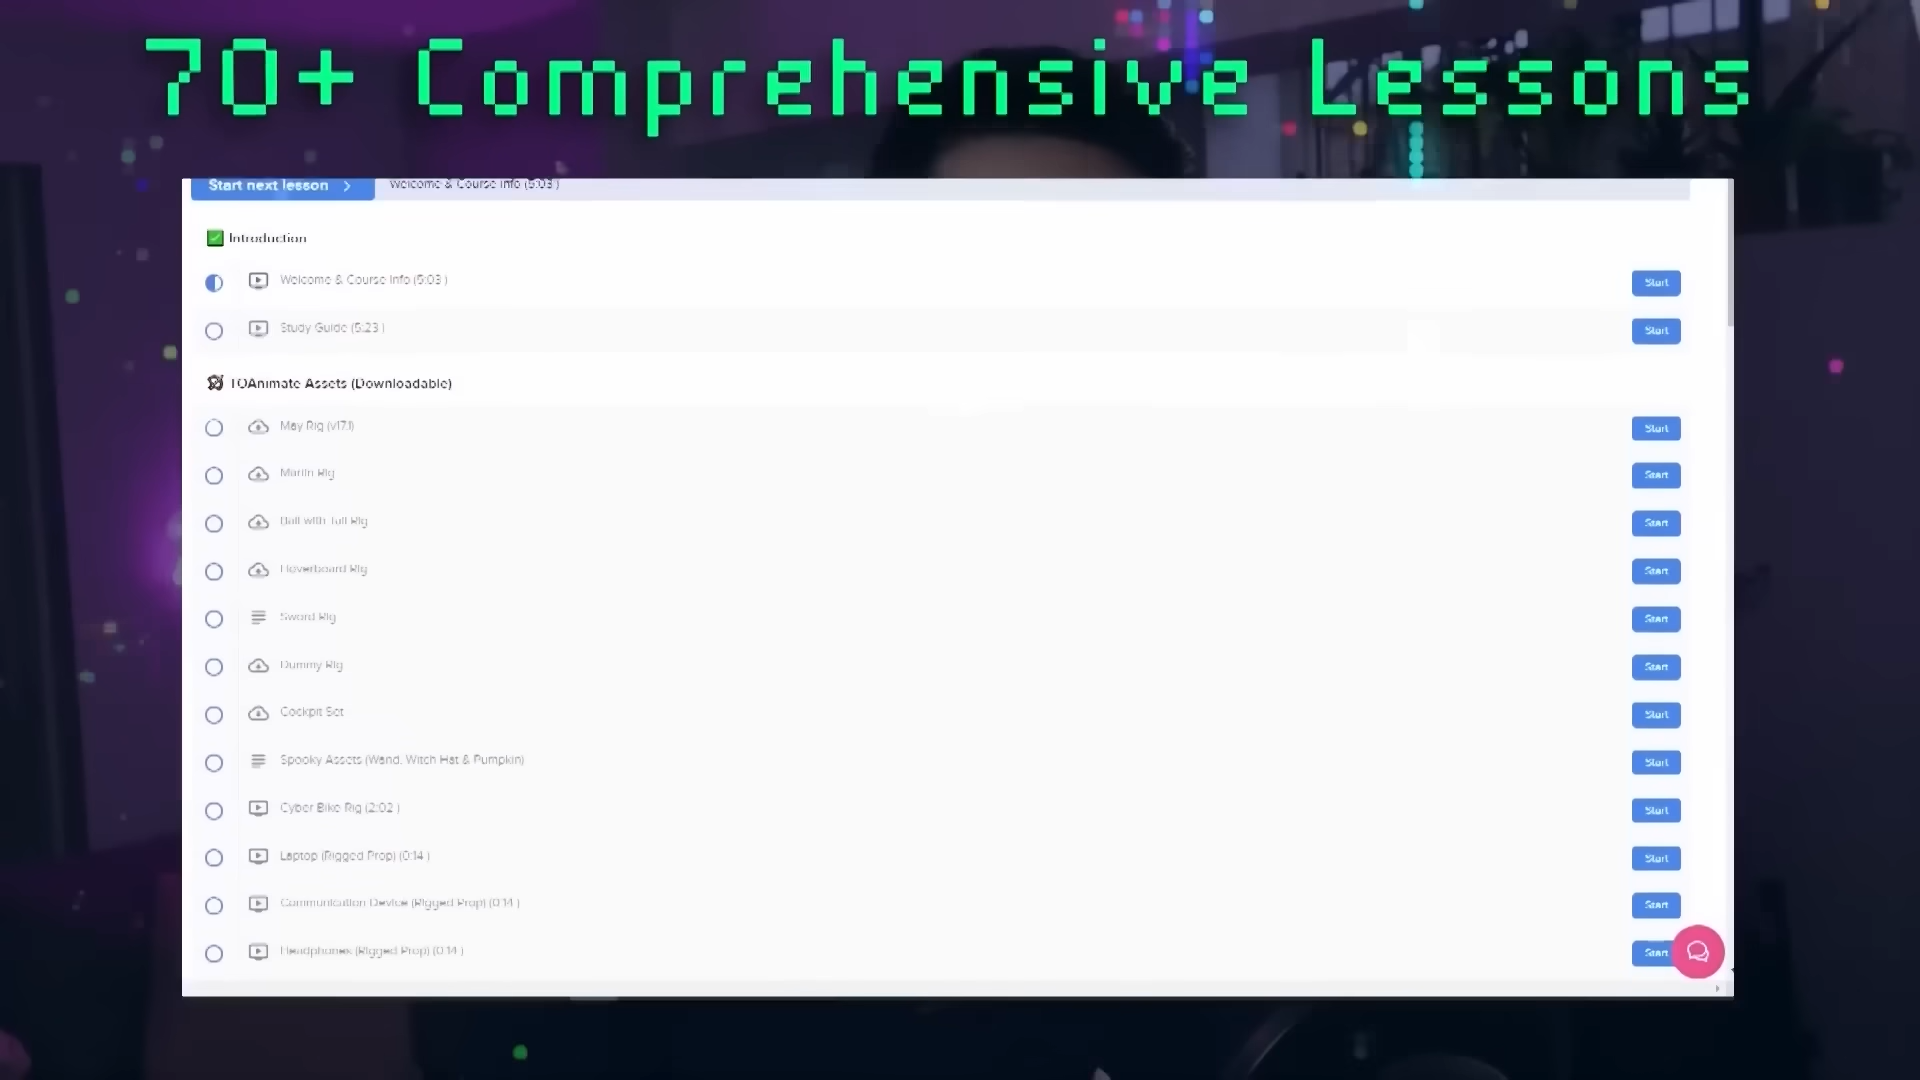 70+ Comprehensive Lessons
Start next lesson
Welcome & Course Info (5:03)
Introduction
Welcome & Course Info (5:03)
Start
Study Guide (5:23)
Start
TOAnimate Assets (Downloadable)
May Rig (v1.7.1)
Start
Marlin Rig
Start
Ball with Tail Rig
Start
Hoverboard Rig
Start
Sword Rig
Start
Dummy Rig
Start
Cockpit Set
Start
Spooky Assets (Wand, Witch Hat & Pumpkin)
Start
Cyber Bike Rig (2:02)
Start
Laptop (Rigged Prop) (0:14)
Start
Communication Device (Rigged Prop) (0:14)
Start
Headphones (Rigged Prop) (0:14)
Start